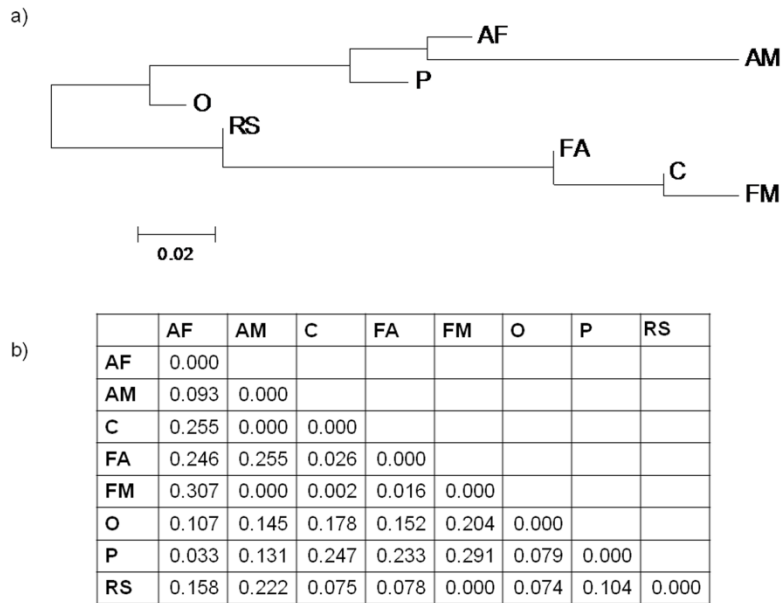 a)
AF
AM
P
O
RS
FA
C
FM
0.02
b)
AF AM C FA FM O P RS
AF 0.000
AM 0.093 0.000
C 0.255 0.000 0.000
FA 0.246 0.255 0.026 0.000
FM 0.307 0.000 0.002 0.016 0.000
O 0.107 0.145 0.178 0.152 0.204 0.000
P 0.033 0.131 0.247 0.233 0.291 0.079 0.000
RS 0.158 0.222 0.075 0.078 0.000 0.074 0.104 0.000